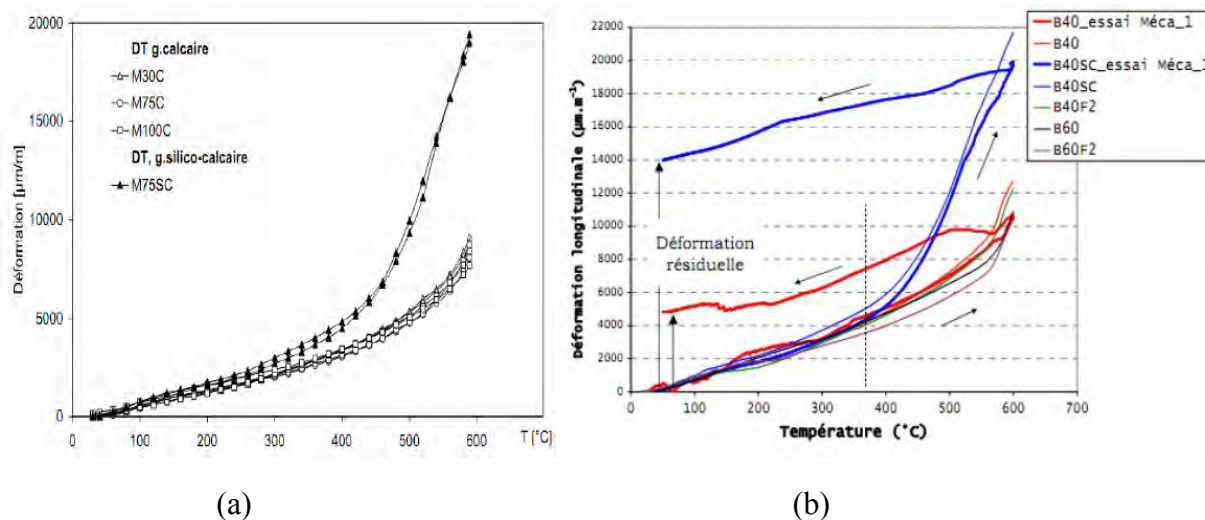 20000
15000
10000
5000
0
Déformation [µm/m]
DT g.calcaire
M30C
M75C
M100C
DT, g.silico-calcaire
M75SC
0 100 200 300 400 500 600
T [°C]
(a)
(b)
22000
20000
18000
16000
14000
12000
10000
8000
6000
4000
2000
0
Déformation longitudinale (µm.m⁻¹)
B40_essai Méca_1
B40
B40SC_essai Méca_1
B40SC
B40F2
B60
B60F2
Déformation
résiduelle
0 100 200 300 400 500 600 700
Température (°C)